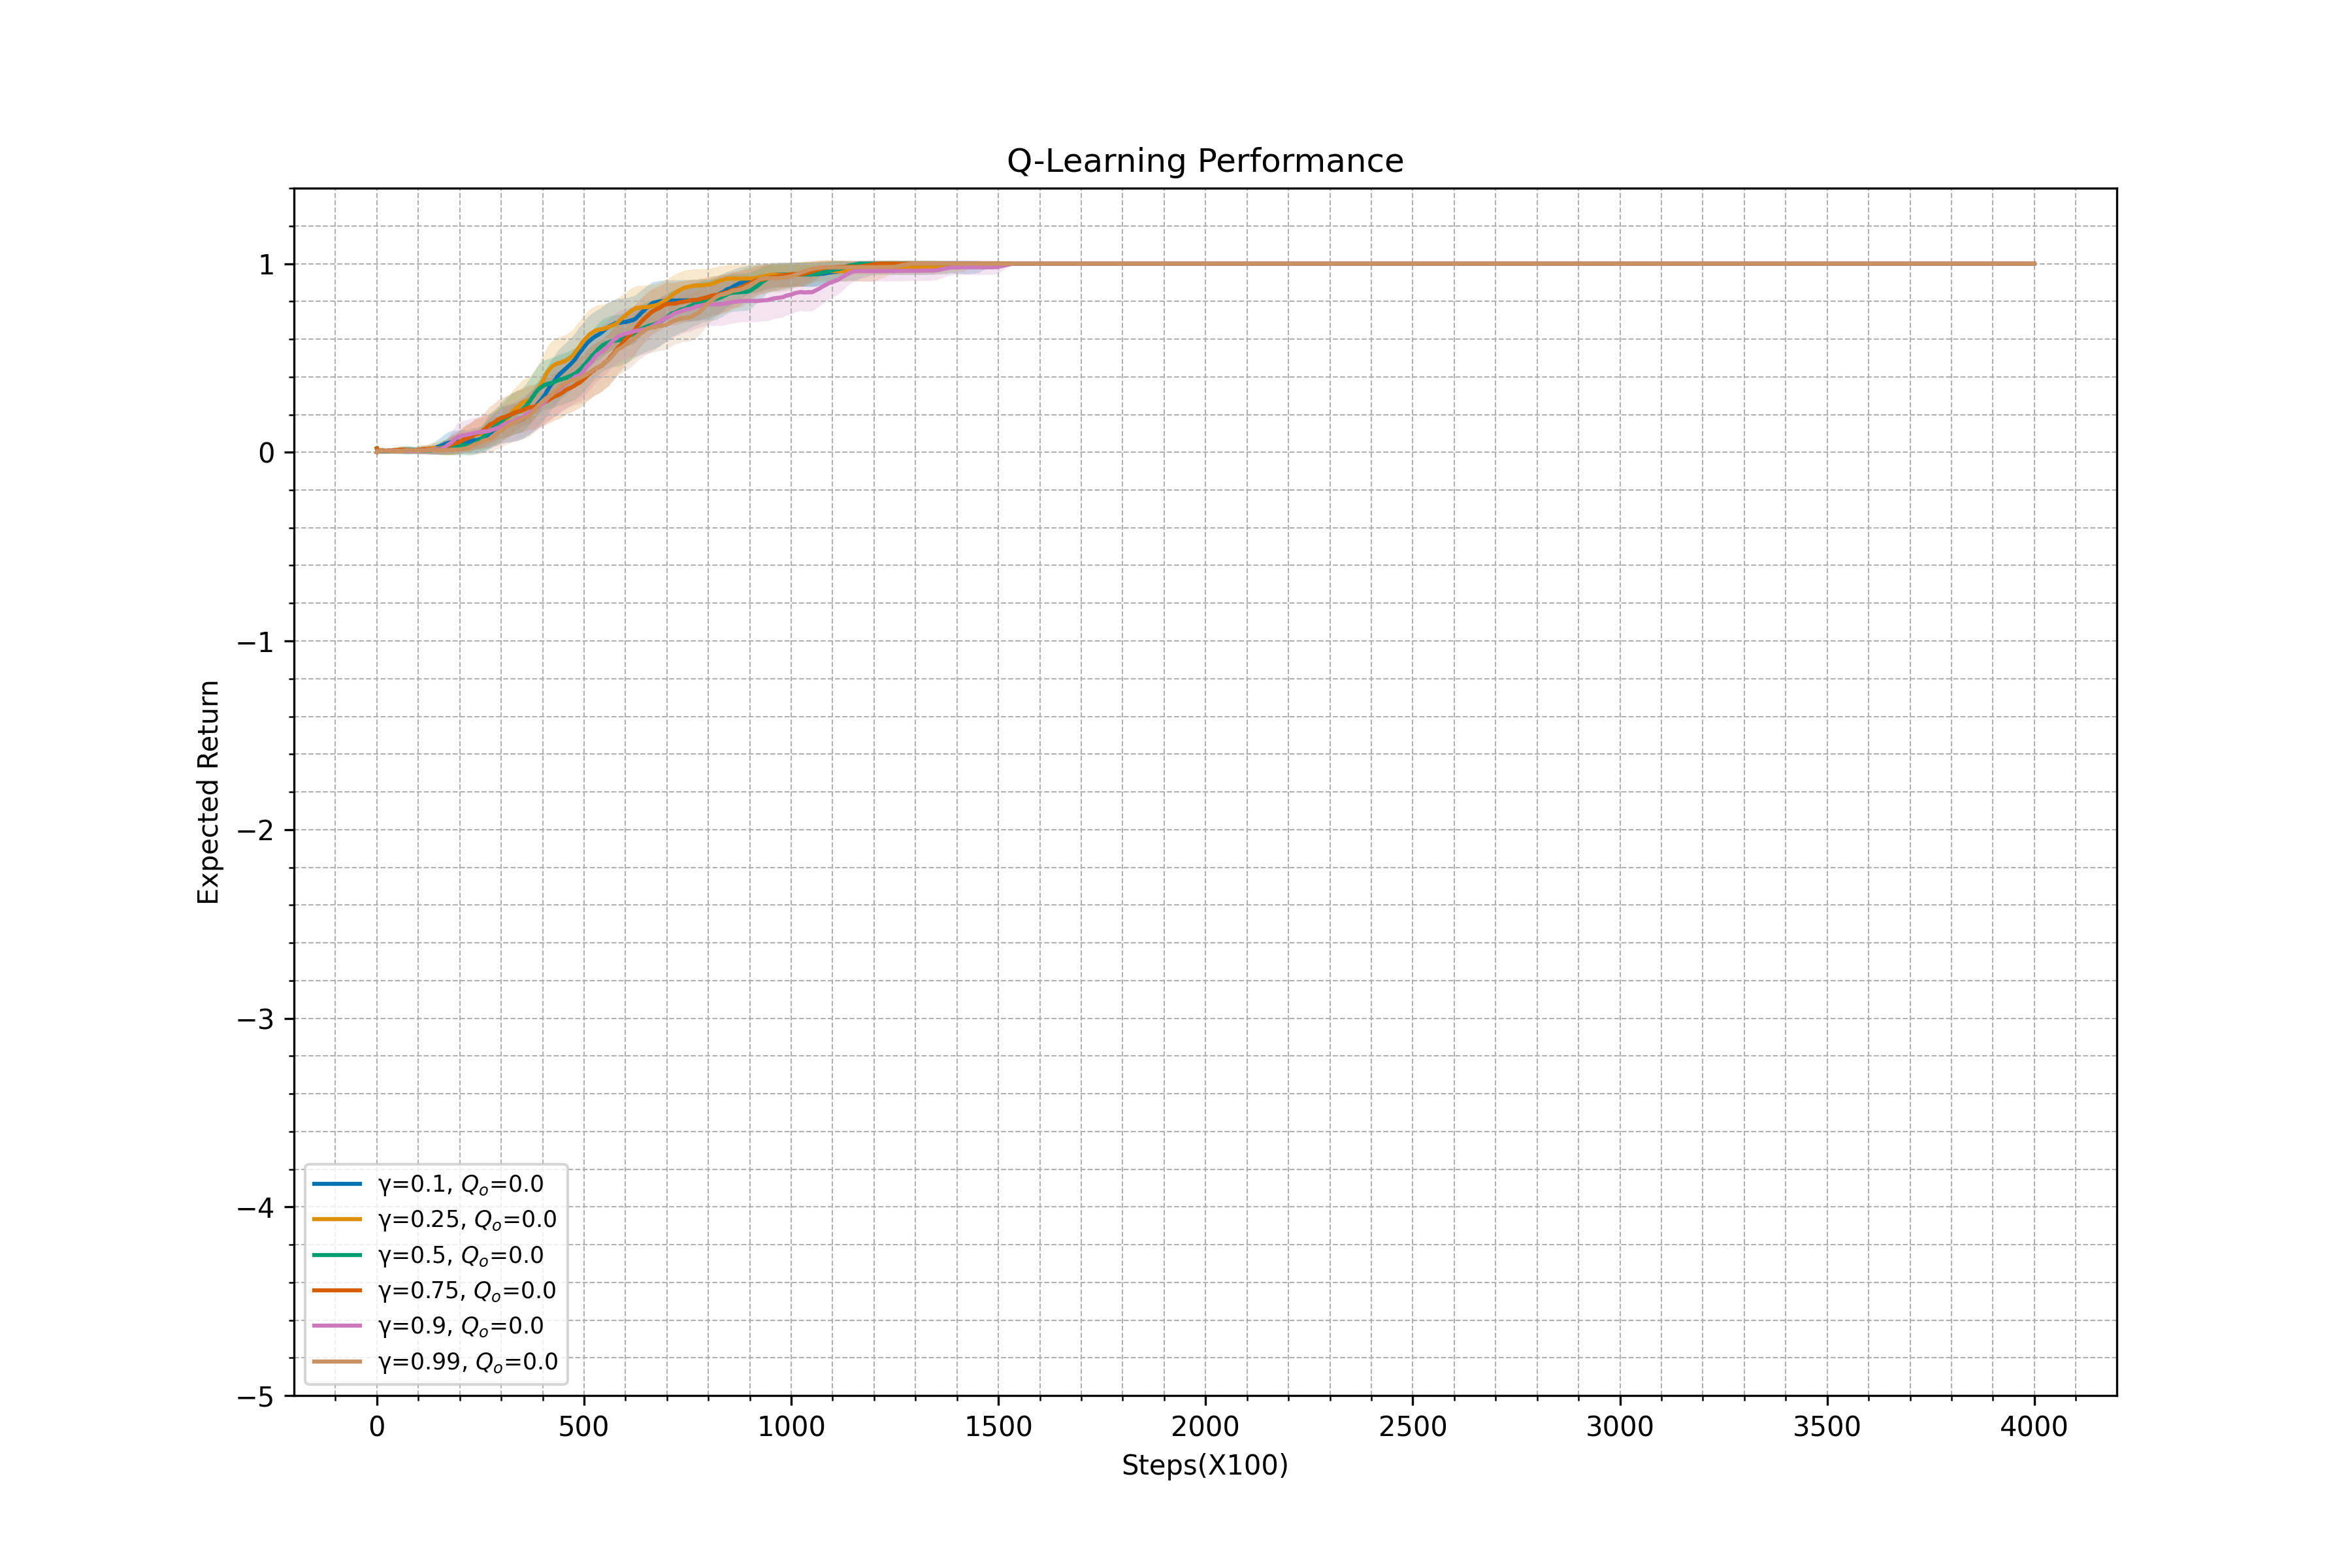 Q-Learning Performance
Expected Return
1
0
−1
−2
−3
−4
−5
γ=0.1, Qo=0.0
γ=0.25, Qo=0.0
γ=0.5, Qo=0.0
γ=0.75, Qo=0.0
γ=0.9, Qo=0.0
γ=0.99, Qo=0.0
0 500 1000 1500 2000 2500 3000 3500 4000
Steps(X100)